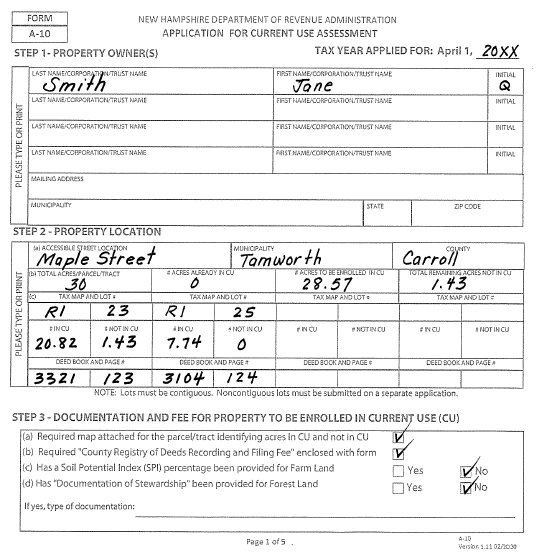 FORM
A-10
NEW HAMPSHIRE DEPARTMENT OF REVENUE ADMINISTRATION
APPLICATION FOR CURRENT USE ASSESSMENT
STEP 1- PROPERTY OWNER(S)
TAX YEAR APPLIED FOR: April 1, 20XX
PLEASE TYPE OR PRINT
LAST NAME/CORPORATION/TRUST NAME FIRST NAME/CORPORATION/TRUST NAME INITIAL
Smith Jane Q
LAST NAME/CORPORATION/TRUST NAME FIRST NAME/CORPORATION/TRUST NAME INITIAL
LAST NAME/CORPORATION/TRUST NAME FIRST NAME/CORPORATION/TRUST NAME INITIAL
LAST NAME/CORPORATION/TRUST NAME FIRST NAME/CORPORATION/TRUST NAME INITIAL
MAILING ADDRESS
MUNICIPALITY STATE ZIP CODE
STEP 2 - PROPERTY LOCATION
PLEASE TYPE OR PRINT
(a) ACCESSIBLE STREET LOCATION MUNICIPALITY COUNTY
Maple Street Tamworth Carroll
(b) TOTAL ACRES/PARCEL/TRACT # ACRES ALREADY IN CU # ACRES TO BE ENROLLED IN CU TOTAL REMAINING ACRES NOT IN CU
30 0 28.57 1.43
(c) TAX MAP AND LOT # TAX MAP AND LOT # TAX MAP AND LOT # TAX MAP AND LOT #
R1 23 R1 25
# IN CU # NOT IN CU # IN CU # NOT IN CU # IN CU # NOT IN CU # IN CU # NOT IN CU
20.82 1.43 7.74 0
DEED BOOK AND PAGE # DEED BOOK AND PAGE # DEED BOOK AND PAGE # DEED BOOK AND PAGE #
3321 123 3104 124
NOTE: Lots must be contiguous. Noncontiguous lots must be submitted on a separate application.
STEP 3 - DOCUMENTATION AND FEE FOR PROPERTY TO BE ENROLLED IN CURRENT USE (CU)
(a) Required map attached for the parcel/tract identifying acres in CU and not in CU
(b) Required "County Registry of Deeds Recording and Filing Fee" enclosed with form
(c) Has a Soil Potential Index (SPI) percentage been provided for Farm Land Yes No
(d) Has "Documentation of Stewardship" been provided for Forest Land Yes No
If yes, type of documentation:
Page 1 of 5
A-10
Version 1.11 02/2020